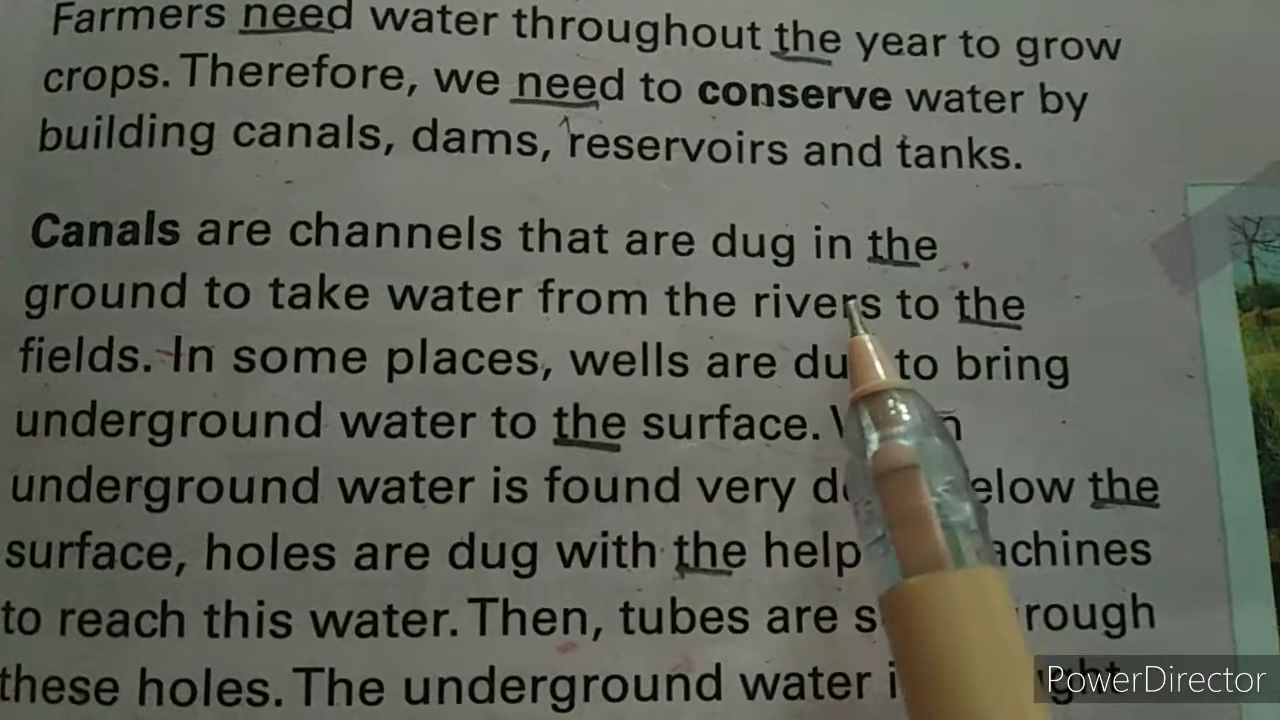 Farmers need water throughout the year to grow
crops. Therefore, we need to conserve water by
building canals, dams, reservoirs and tanks.
Canals are channels that are dug in the
ground to take water from the rivers to the
fields. In some places, wells are to bring
underground water to the surface.
underground water is found very the
surface, holes are dug with the help
to reach this water. Then, tubes are
these holes. The underground water
PowerDirector